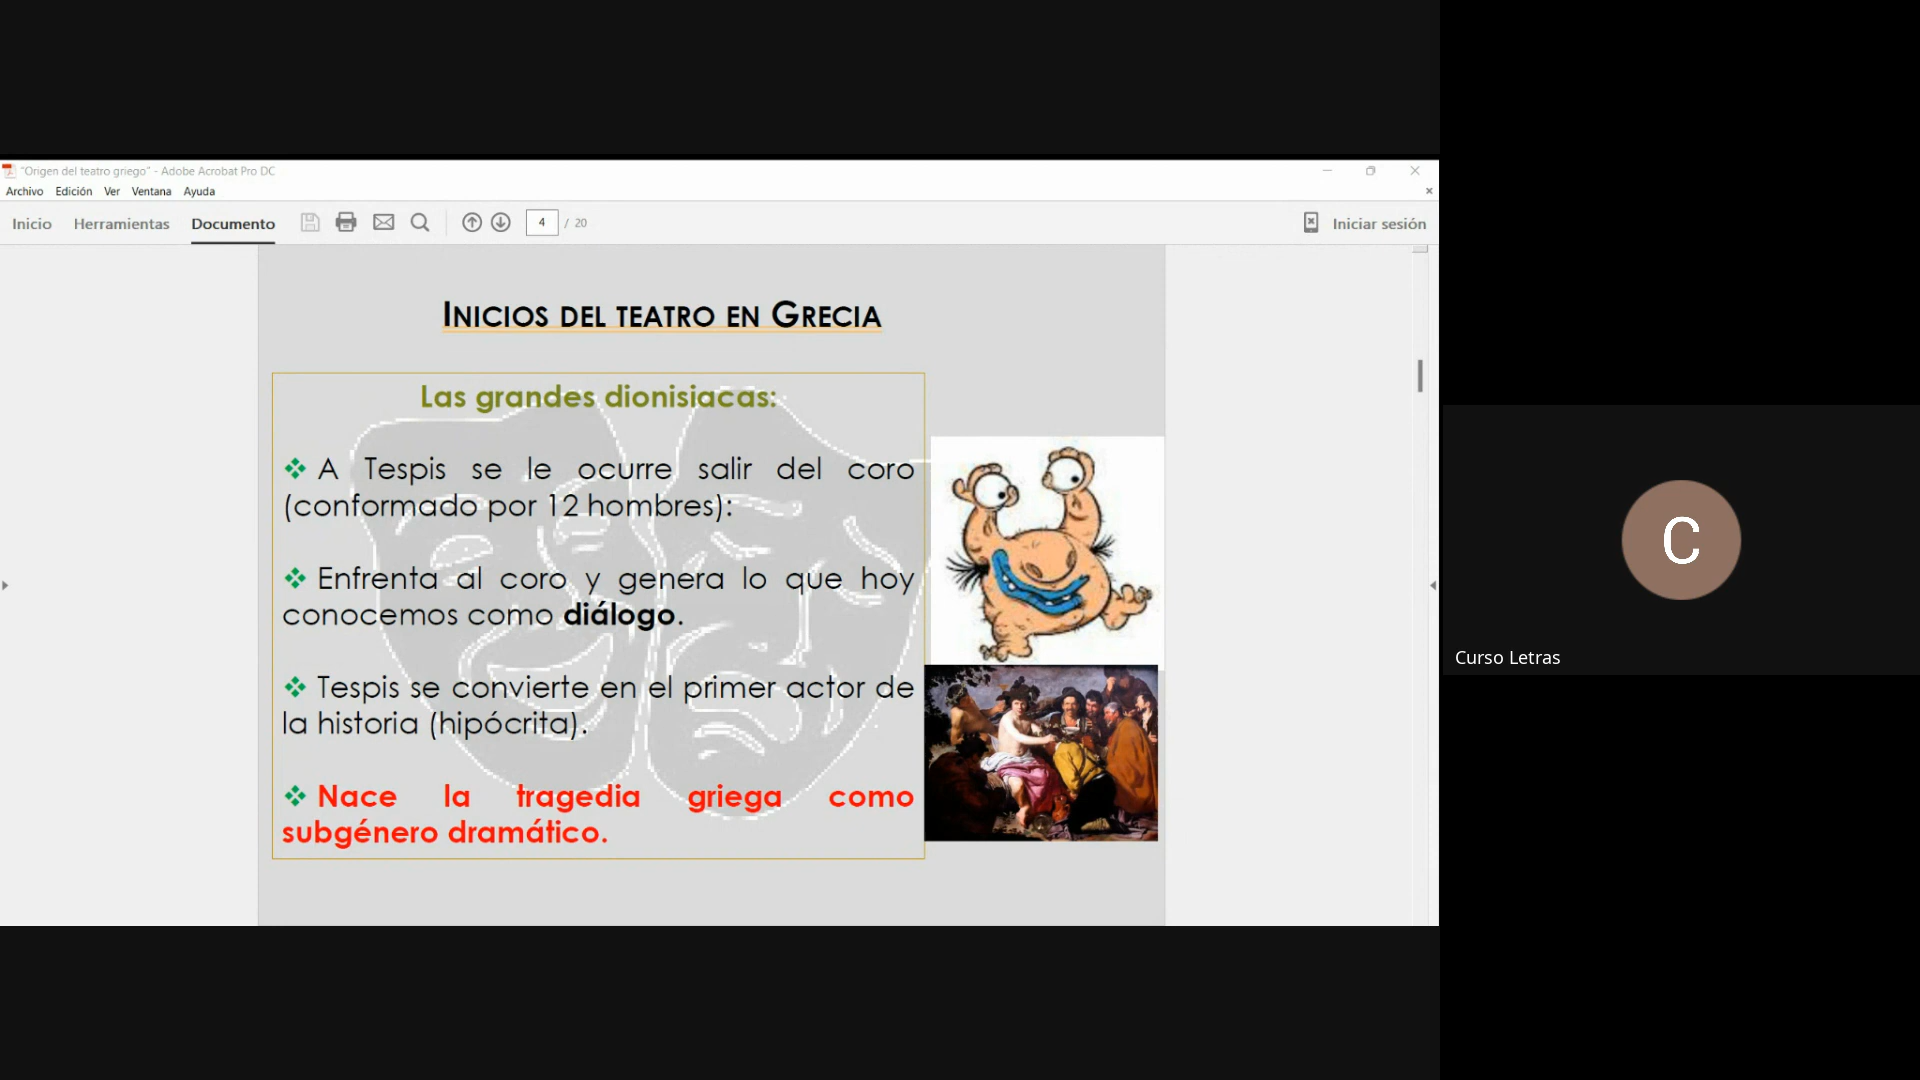 "Origen del teatro griego" - Adobe Acrobat Pro DC
Archivo Edición Ver Ventana Ayuda
Inicio Herramientas Documento 4 / 20 Iniciar sesión
INICIOS DEL TEATRO EN GRECIA
Las grandes dionisiacas:
❖ A Tespis se le ocurre salir del coro
(conformado por 12 hombres):
❖ Enfrenta al coro y genera lo que hoy
conocemos como diálogo.
❖ Tespis se convierte en el primer actor de
la historia (hipócrita).
❖ Nace la tragedia griega como
subgénero dramático.
C
Curso Letras